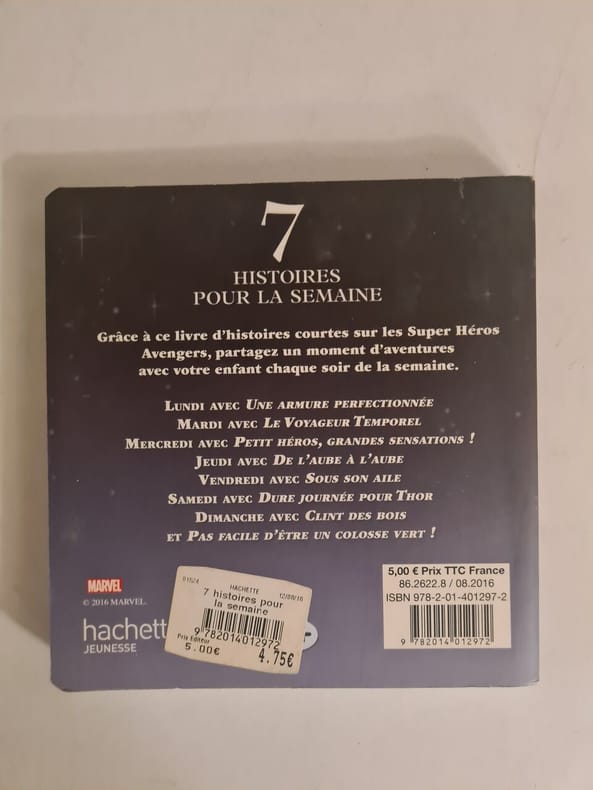 7
HISTOIRES
POUR LA SEMAINE
Grâce à ce livre d'histoires courtes sur les Super Héros
Avengers, partagez un moment d'aventures
avec votre enfant chaque soir de la semaine.
Lundi avec Une armure perfectionnée
Mardi avec Le Voyageur Temporel
Mercredi avec Petit héros, grandes sensations !
Jeudi avec De l'aube à l'aube
Vendredi avec Sous son aile
Samedi avec Dure journée pour Thor
Dimanche avec Clint des bois
et Pas facile d'être un colosse vert !
MARVEL
© 2016 MARVEL.
hachette
JEUNESSE
HACHETTE
7 histoires pour
la semaine
9 782014 012972
Prix Editeur
5.00€
4.75€
5,00 € Prix TTC France
86.2622.8 / 08.2016
ISBN 978-2-01-401297-2
9 782014 012972